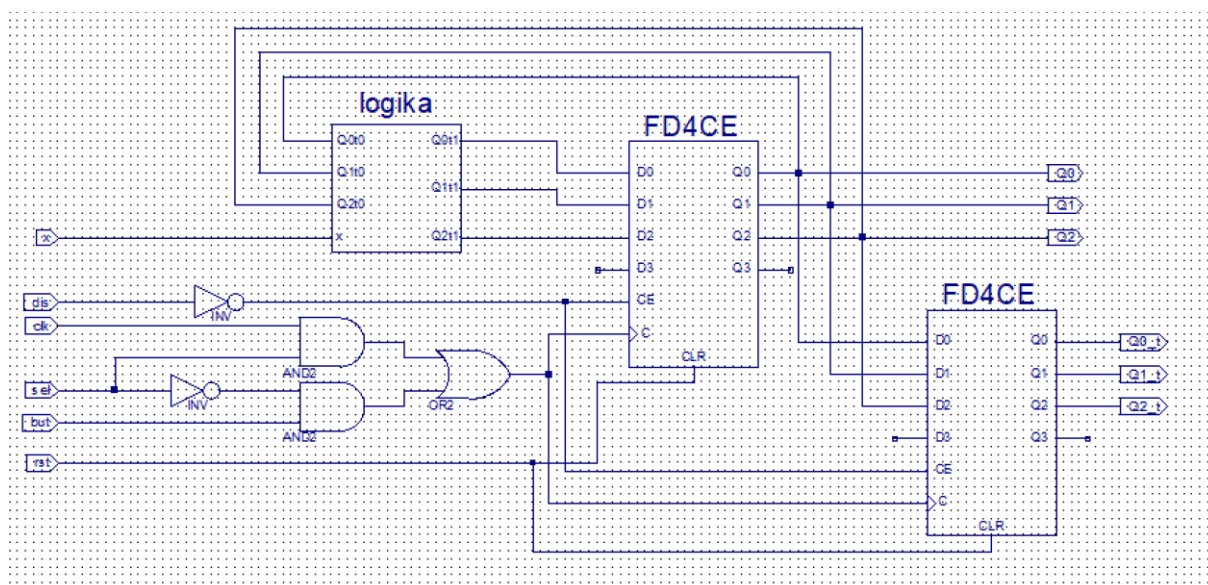 logika
Q0t0 Q0t1
Q1t0 Q1t1
Q2t0
x Q2t1
FD4CE
D0 Q0
D1 Q1
D2 Q2
D3 Q3
CE
C
CLR
Q0
Q1
Q2
x
dis
INV
clk
AND2
sel
INV
OR2
but
AND2
rst
FD4CE
D0 Q0
D1 Q1
D2 Q2
D3 Q3
CE
C
CLR
Q0_t
Q1_t
Q2_t